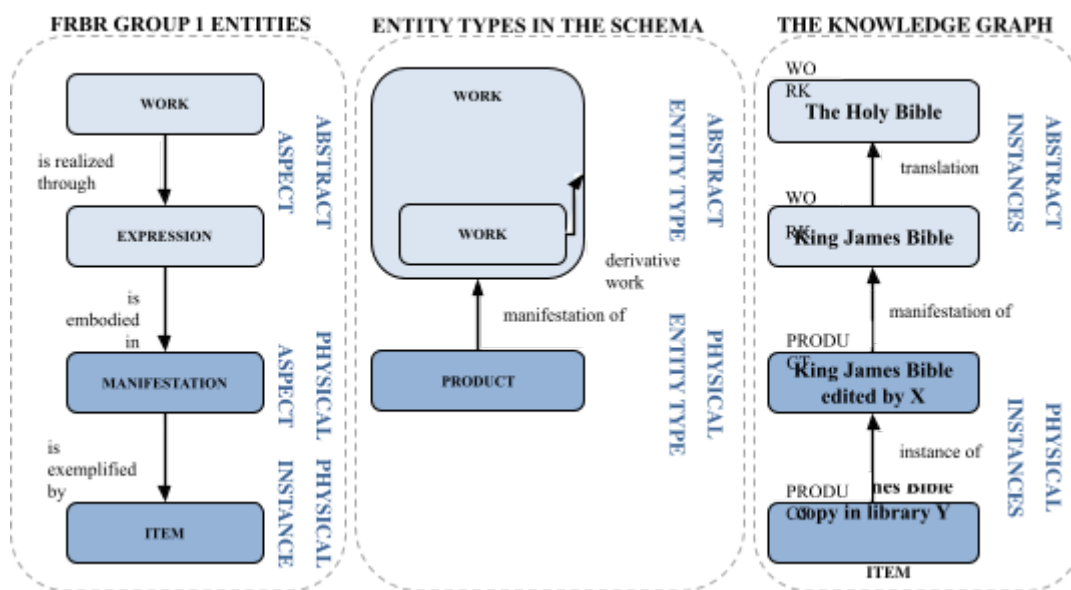 FRBR GROUP 1 ENTITIES
WORK
is realized
through
EXPRESSION
is
embodied
in
MANIFESTATION
is
exemplified
by
ITEM
ABSTRACT
ASPECT
PHYSICAL
ASPECT
PHYSICAL
INSTANCE
ENTITY TYPES IN THE SCHEMA
WORK
WORK
derivative
work
manifestation of
PRODUCT
ABSTRACT
ENTITY TYPE
PHYSICAL
ENTITY TYPE
THE KNOWLEDGE GRAPH
WO
RK
The Holy Bible
translation
WO
RK
King James Bible
manifestation of
PRODU
CT
King James Bible
edited by X
instance of
PRODU
CT
nes Bible
copy in library Y
ITEM
ABSTRACT
INSTANCES
PHYSICAL
INSTANCES